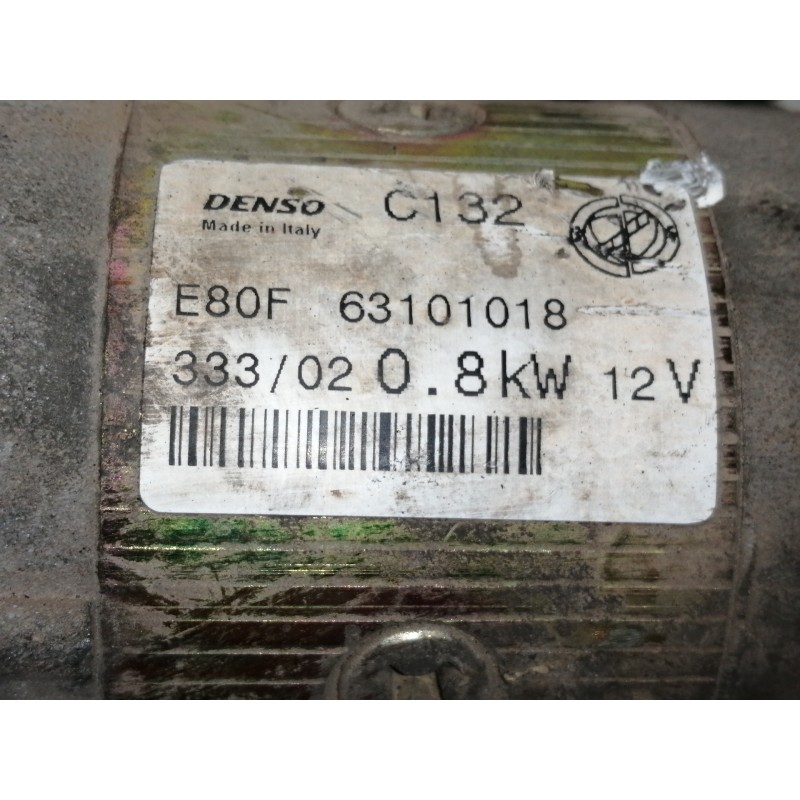 DENSO C132
Made in Italy
E80F 63101018
333/02 0.8kW 12V